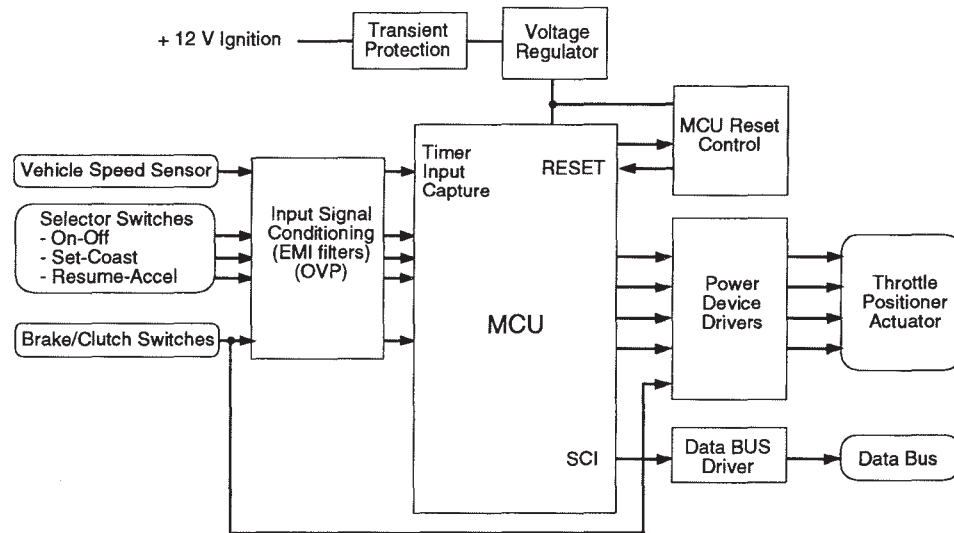 + 12 V Ignition
Transient
Protection
Voltage
Regulator
MCU Reset
Control
Timer
Input
Capture
RESET
Vehicle Speed Sensor
Selector Switches
- On-Off
- Set-Coast
- Resume-Accel
Input Signal
Conditioning
(EMI filters)
(OVP)
MCU
Power
Device
Drivers
Throttle
Positioner
Actuator
Brake/Clutch Switches
SCI
Data BUS
Driver
Data Bus